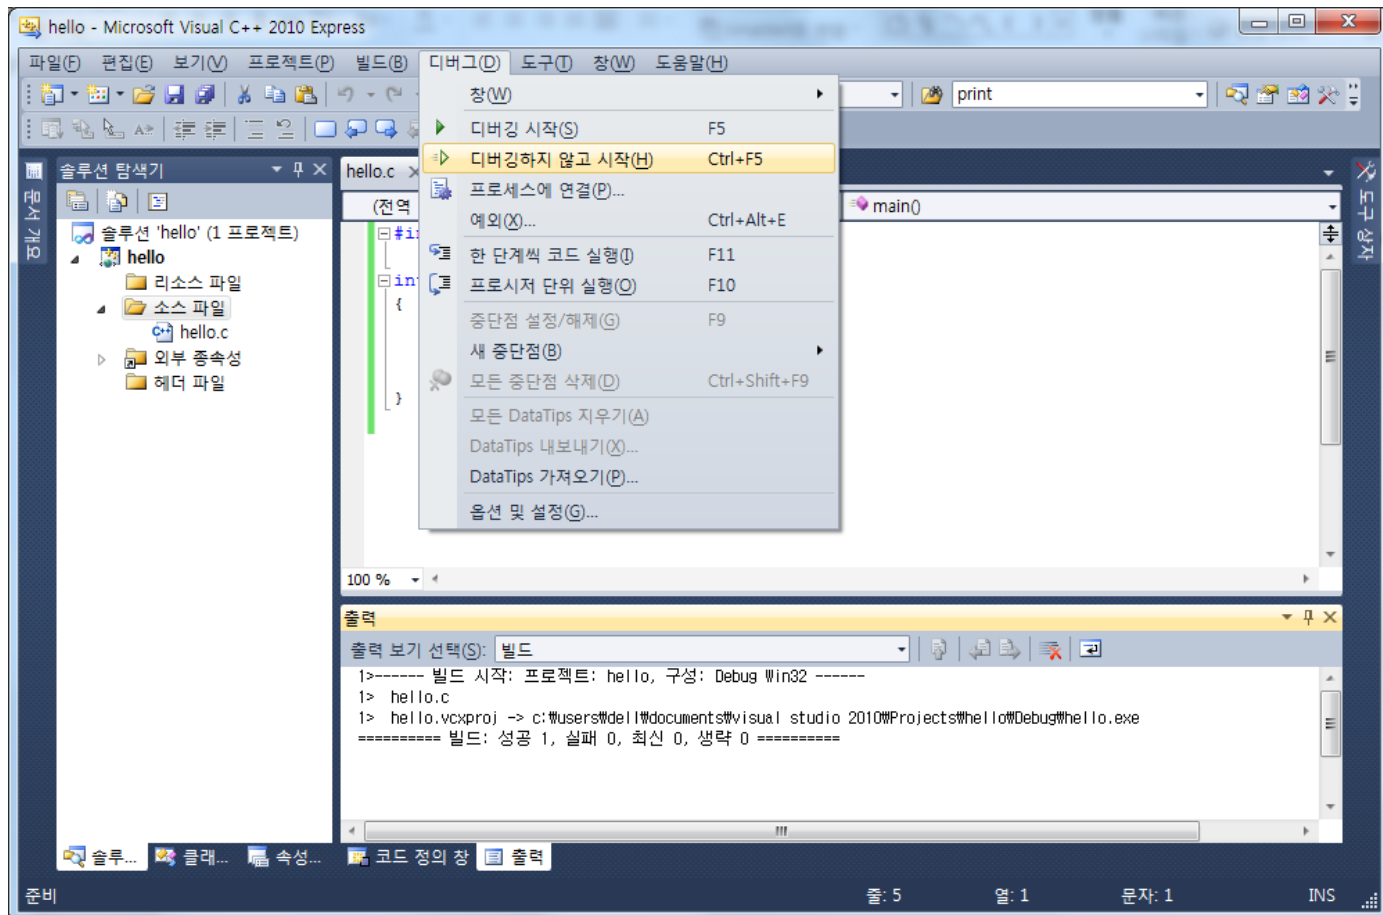 hello - Microsoft Visual C++ 2010 Express
파일(F) 편집(E) 보기(V) 프로젝트(P) 빌드(B) 디버그(D) 도구(T) 창(W) 도움말(H)
print
창(W)
디버깅 시작(S) F5
디버깅하지 않고 시작(H) Ctrl+F5
프로세스에 연결(P)...
예외(X)... Ctrl+Alt+E
한 단계씩 코드 실행(I) F11
프로시저 단위 실행(O) F10
중단점 설정/해제(G) F9
새 중단점(B)
모든 중단점 삭제(D) Ctrl+Shift+F9
모든 DataTips 지우기(A)
DataTips 내보내기(X)...
DataTips 가져오기(P)...
옵션 및 설정(G)...
문서 개요
솔루션 탐색기
솔루션 'hello' (1 프로젝트)
hello
리소스 파일
소스 파일
hello.c
외부 종속성
헤더 파일
hello.c
(전역
main()
#i
in
{
}
도구 상자
100 %
출력
출력 보기 선택(S): 빌드
1>------ 빌드 시작: 프로젝트: hello, 구성: Debug Win32 ------
1> hello.c
1> hello.vcxproj -> c:₩users₩dell₩documents₩visual studio 2010₩Projects₩hello₩Debug₩hello.exe
========== 빌드: 성공 1, 실패 0, 최신 0, 생략 0 ==========
솔루... 클래... 속성... 코드 정의 창 출력
준비 줄: 5 열: 1 문자: 1 INS